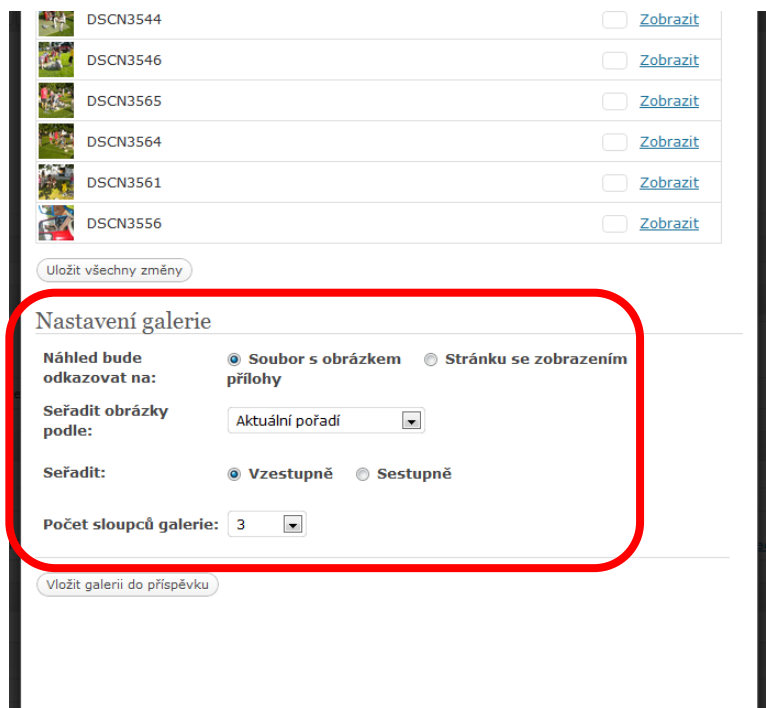 DSCN3544 Zobrazit
DSCN3546 Zobrazit
DSCN3565 Zobrazit
DSCN3564 Zobrazit
DSCN3561 Zobrazit
DSCN3556 Zobrazit
Uložit všechny změny
Nastavení galerie
Náhled bude Soubor s obrázkem Stránku se zobrazením
odkazovat na: přílohy
Seřadit obrázky
podle: Aktuální pořadí
Seřadit: Vzestupně Sestupně
Počet sloupců galerie: 3
Vložit galerii do příspěvku